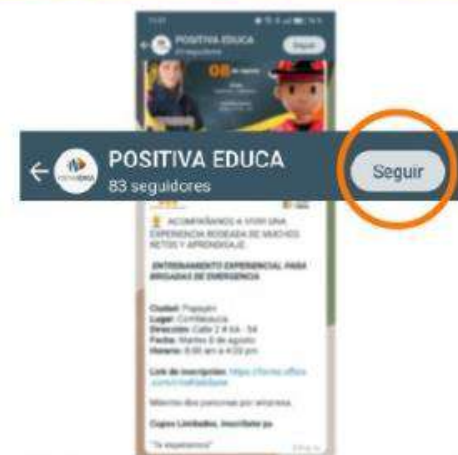 POSITIVA EDUCA
Seguir
08
POSITIVA EDUCA
83 seguidores
Seguir
ACOMPÁÑANOS A VIVIR UNA
EXPERIENCIA RODEADA DE MUCHOS
RETOS Y APRENDIZAJE
ENTRENAMIENTO EXPERIENCIAL PARA
BRIGADAS DE EMERGENCIA
Ciudad: Popayán
Lugar: Comfacauca
Fecha: Martes 8 de agosto
Horario: 8:00 am a 4:00 pm
Link de inscripción:
Máximo dos personas por empresa.
Cupos Limitados, inscríbete ya